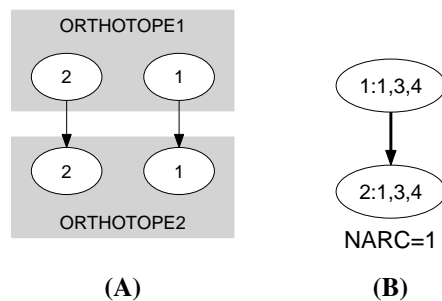 ORTHOTOPE1
2 1
2 1
ORTHOTOPE2
(A)
1:1,3,4
2:1,3,4
NARC=1
(B)